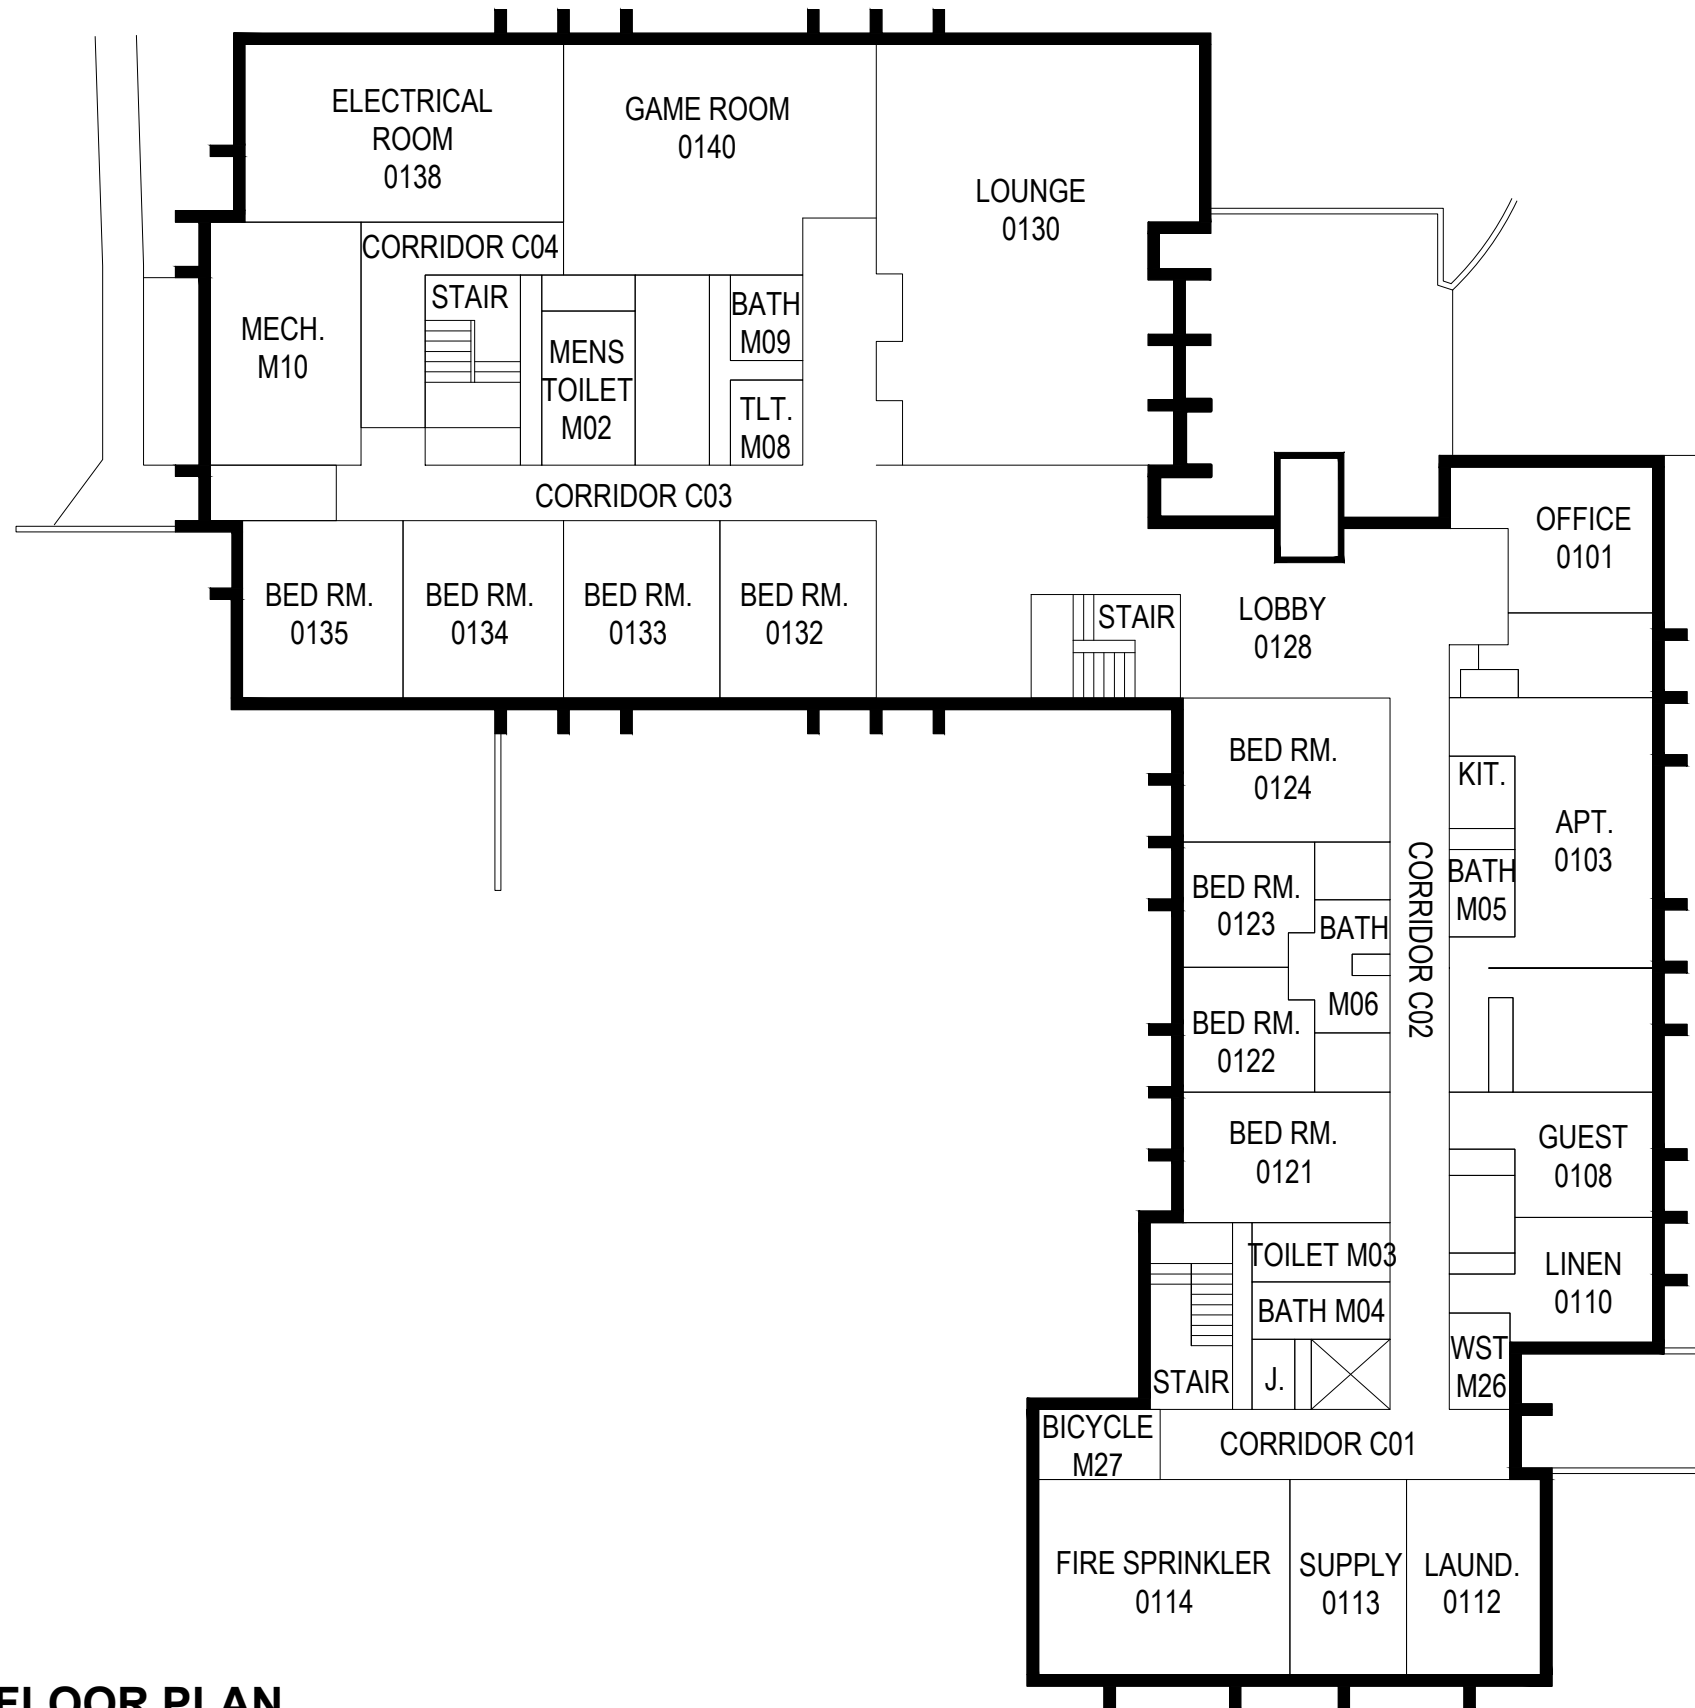 ELECTRICAL
ROOM
0138
GAME ROOM
0140
LOUNGE
0130
CORRIDOR C04
STAIR
MECH.
M10
MENS
TOILET
M02
BATH
M09
TLT.
M08
CORRIDOR C03
OFFICE
0101
BED RM.
0135
BED RM.
0134
BED RM.
0133
BED RM.
0132
STAIR
LOBBY
0128
BED RM.
0124
KIT.
APT.
0103
BATH
M05
CORRIDOR C02
BED RM.
0123
BATH
M06
BED RM.
0122
BED RM.
0121
GUEST
0108
TOILET M03
LINEN
0110
BATH M04
WST
M26
STAIR
J.
BICYCLE
M27
CORRIDOR C01
FIRE SPRINKLER
0114
SUPPLY
0113
LAUND.
0112
FLOOR PLAN